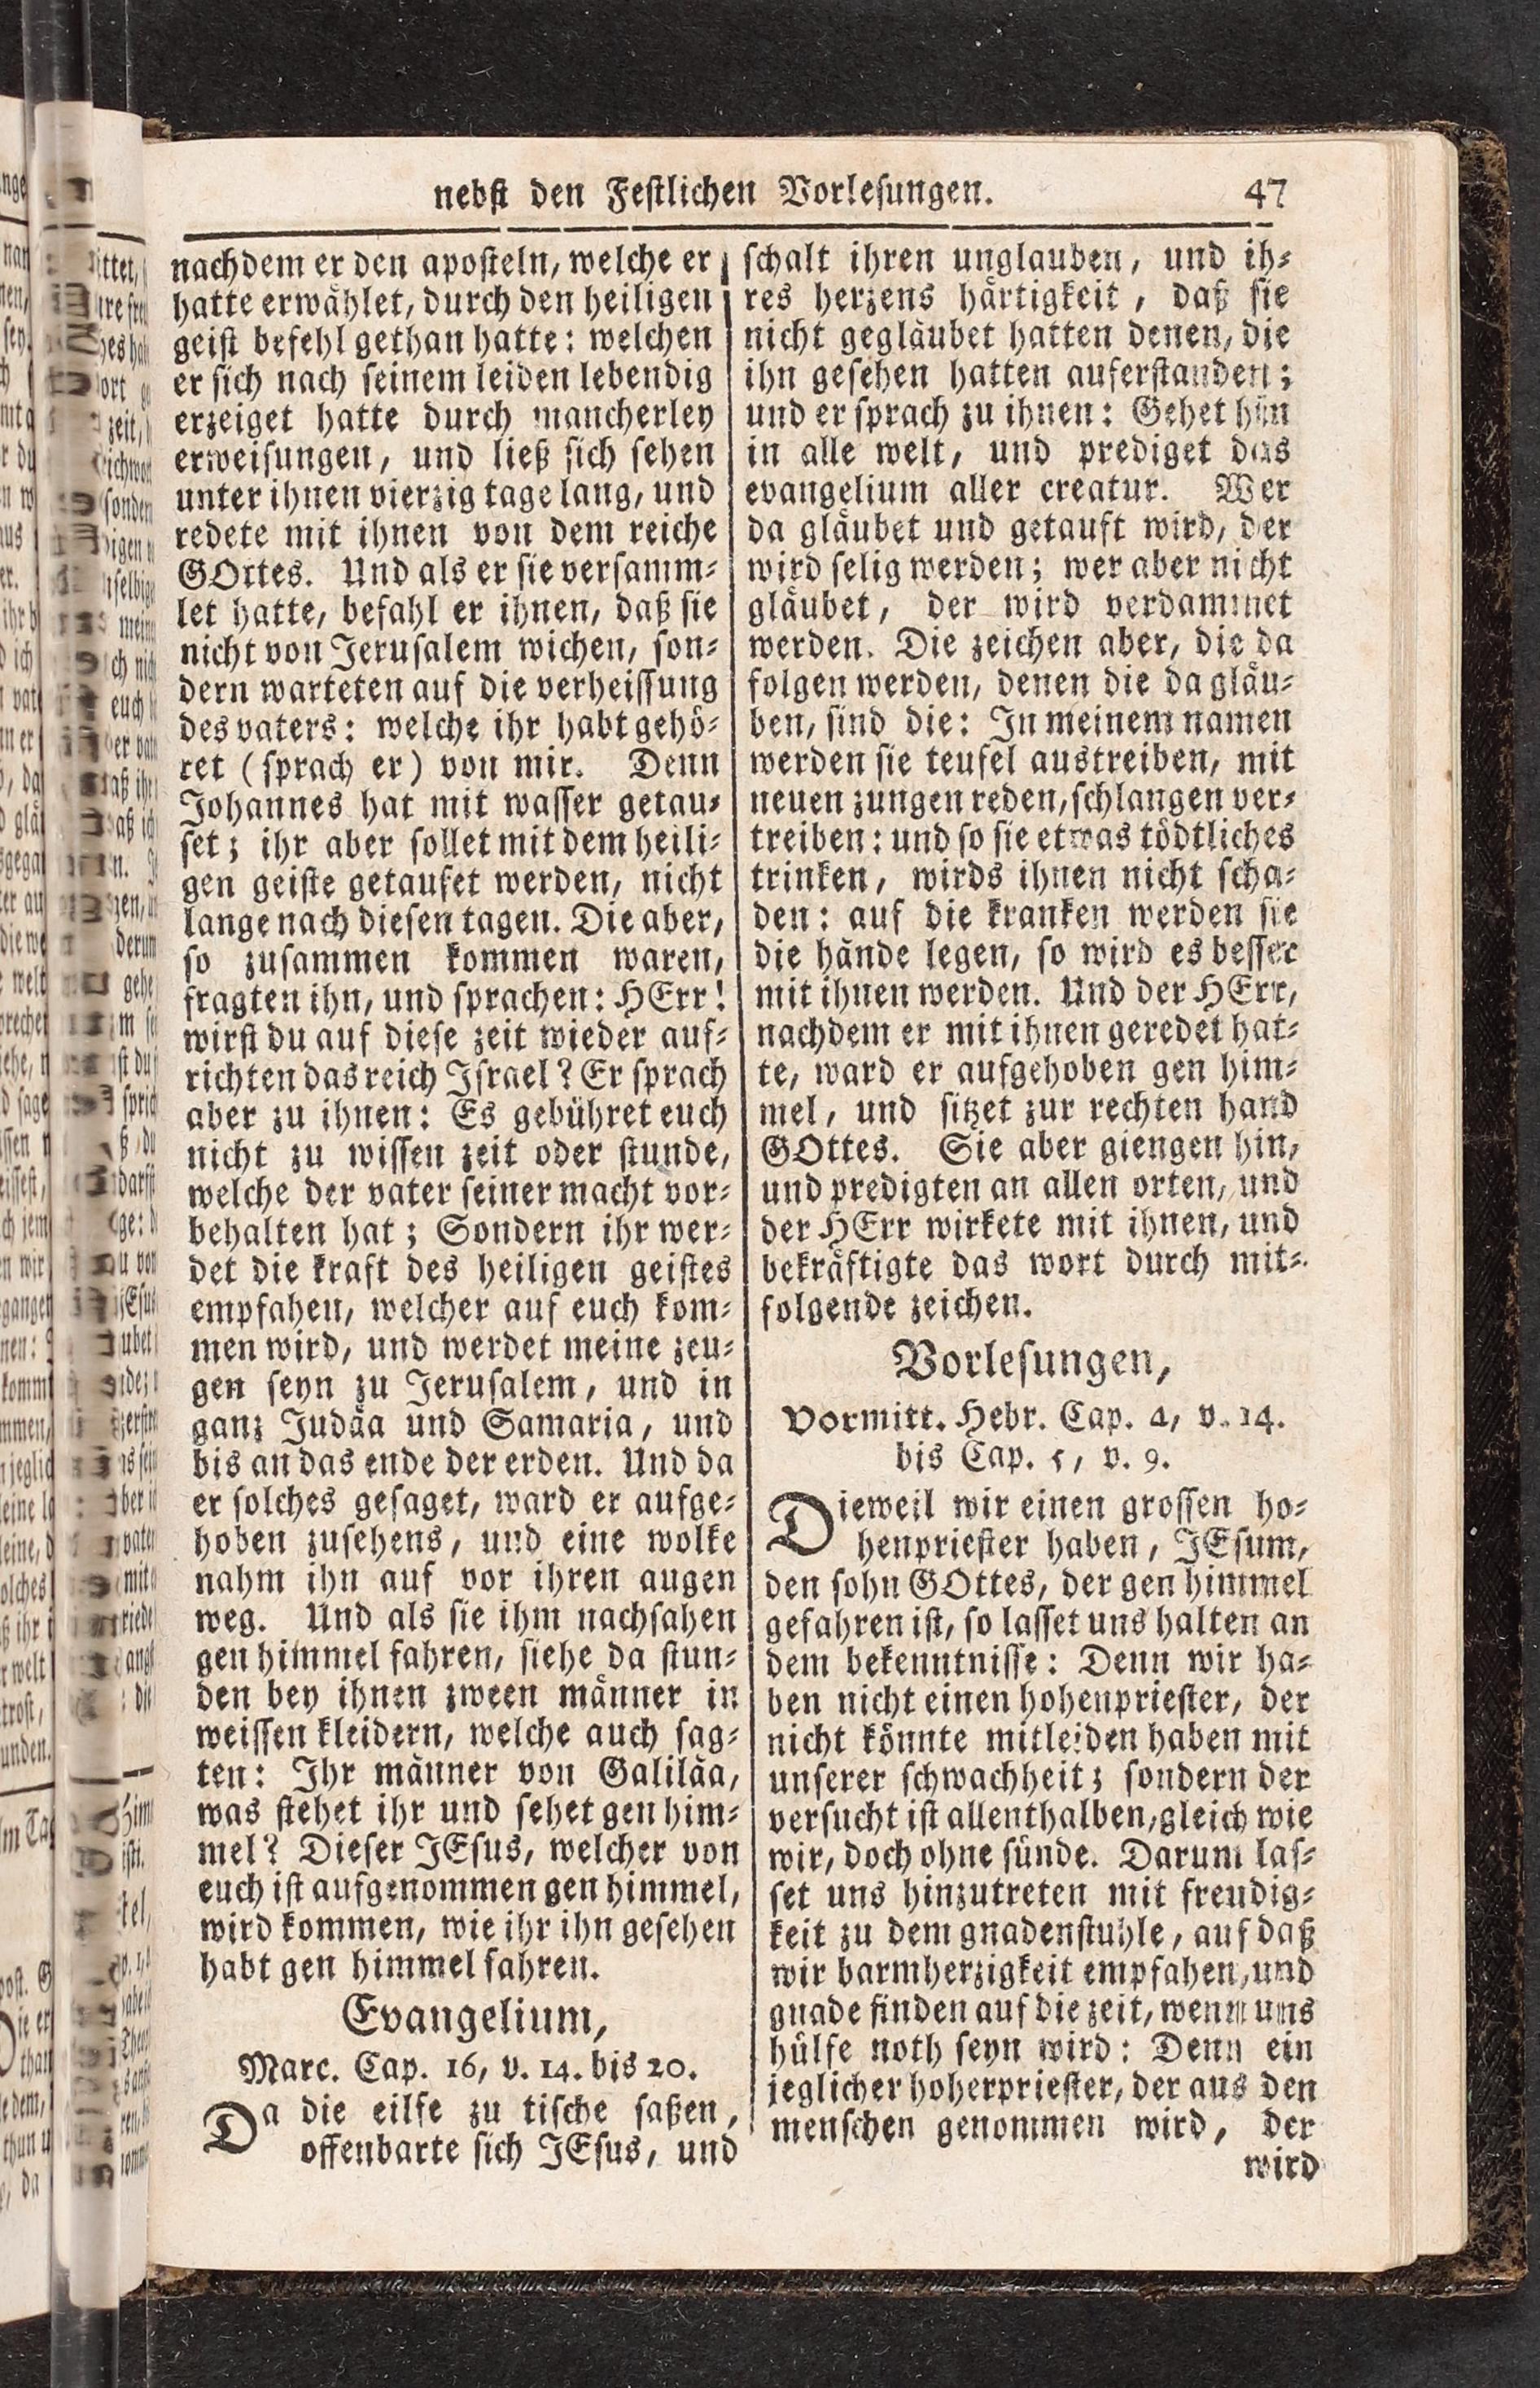 nebst den Festlichen Vorlesungen. 47
nachdem er den aposteln, welche er
hatte erwählet, durch den heiligen
geist befehl gethan hatte: welchen
er sich nach seinem leiden lebendig
erzeiget hatte durch mancherley
erweisungen, und ließ sich sehen
unter ihnen vierzig tage lang, und
redete mit ihnen von dem reiche
GOttes. Und als er sie versamm-
let hatte, befahl er ihnen, daß sie
nicht von Jerusalem wichen, son-
dern warteten auf die verheissung
des vaters: welche ihr habt gehö-
ret (sprach er) von mir. Denn
Johannes hat mit wasser getau-
fet; ihr aber sollet mit dem heili-
gen geiste getaufet werden, nicht
lange nach diesen tagen. Die aber,
so zusammen kommen waren,
fragten ihn, und sprachen: HErr!
wirst du auf diese zeit wieder auf-
richten das reich Israel? Er sprach
aber zu ihnen: Es gebühret euch
nicht zu wissen zeit oder stunde,
welche der vater seiner macht vor-
behalten hat; Sondern ihr wer-
det die kraft des heiligen geistes
empfahen, welcher auf euch kom-
men wird, und werdet meine zeu-
gen seyn zu Jerusalem, und in
ganz Judäa und Samaria, und
bis an das ende der erden. Und da
er solches gesaget, ward er aufge-
hoben zusehens, und eine wolke
nahm ihn auf vor ihren augen
weg. Und als sie ihm nachsahen
gen himmel fahren, siehe da stun-
den bey ihnen zween männer in
weissen kleidern, welche auch sag-
ten: Ihr männer von Galiläa,
was stehet ihr und sehet gen him-
mel? Dieser JEsus, welcher von
euch ist aufgenommen gen himmel,
wird kommen, wie ihr ihn gesehen
habt gen himmel fahren.
Evangelium,
Marc. Cap. 16, v. 14. bis 20.
Da die eilfe zu tische saßen,
offenbarte sich JEsus, und
schalt ihren unglauben, und ih-
res herzens härtigkeit, daß sie
nicht gegläubet hatten denen, die
ihn gesehen hatten auferstanden;
und er sprach zu ihnen: Gehet hin
in alle welt, und prediget das
evangelium aller creatur. Wer
da gläubet und getauft wird, der
wird selig werden; wer aber nicht
gläubet, der wird verdammet
werden. Die zeichen aber, die da
folgen werden, denen die da gläu-
ben, sind die: In meinem namen
werden sie teufel austreiben, mit
neuen zungen reden, schlangen ver-
treiben: und so sie etwas tödtliches
trinken, wirds ihnen nicht scha-
den: auf die kranken werden sie
die hände legen, so wird es besser
mit ihnen werden. Und der HErr,
nachdem er mit ihnen geredet hat-
te, ward er aufgehoben gen him-
mel, und sitzet zur rechten hand
GOttes. Sie aber giengen hin,
und predigten an allen orten, und
der HErr wirkete mit ihnen, und
bekräftigte das wort durch mit-
folgende zeichen.
Vorlesungen,
Vormitt. Hebr. Cap. 4, v. 14.
bis Cap. 5, v. 9.
Dieweil wir einen grossen ho-
henpriester haben, JEsum,
den sohn GOttes, der gen himmel
gefahren ist, so lasset uns halten an
dem bekenntnisse: Denn wir ha-
ben nicht einen hohenpriester, der
nicht könnte mitleiden haben mit
unserer schwachheit; sondern der
versucht ist allenthalben, gleich wie
wir, doch ohne sünde. Darum las-
set uns hinzutreten mit freudig-
keit zu dem gnadenstuhle, auf daß
wir barmherzigkeit empfahen, und
gnade finden auf die zeit, wenn uns
hülfe noth seyn wird: Denn ein
jeglicher hoherpriester, der aus den
menschen genommen wird, der
wird